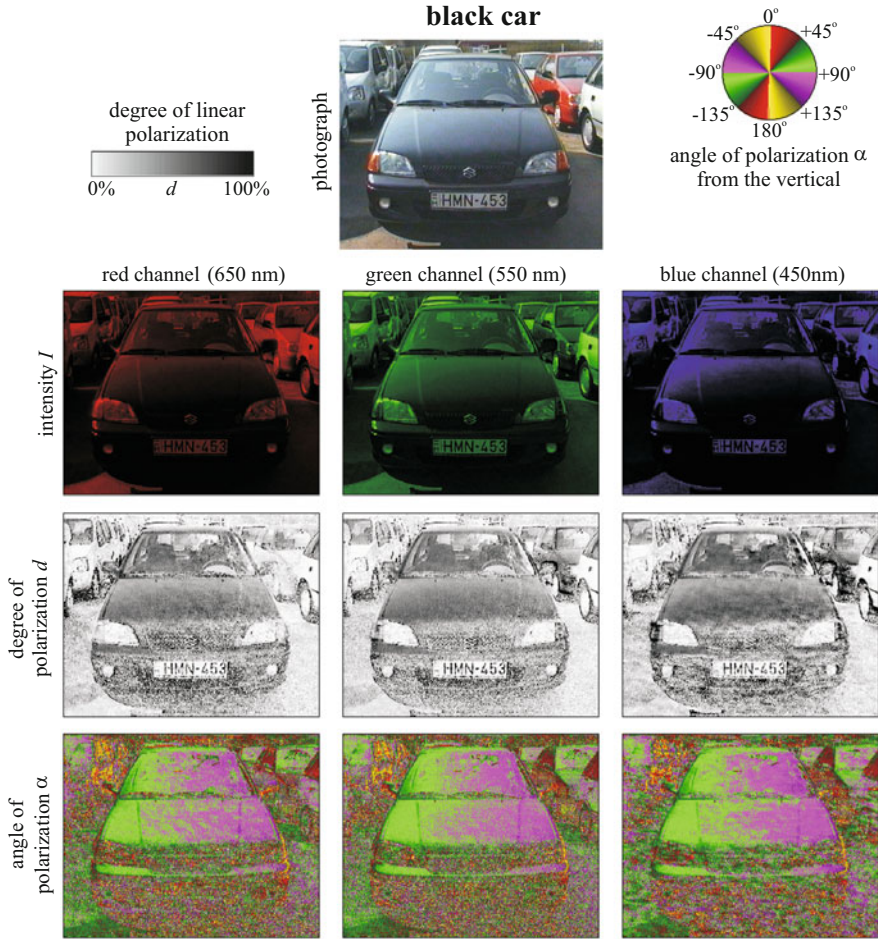 black car
degree of linear
polarization
0% d 100%
photograph
HMN-453
0°
-45° +45°
-90° +90°
-135° +135°
180°
angle of polarization α
from the vertical
red channel (650 nm) green channel (550 nm) blue channel (450nm)
intensity I
HMN-453 HMN-453 HMN-453
degree of
polarization d
HMN-453 HMN-453 HMN-453
angle of
polarization α